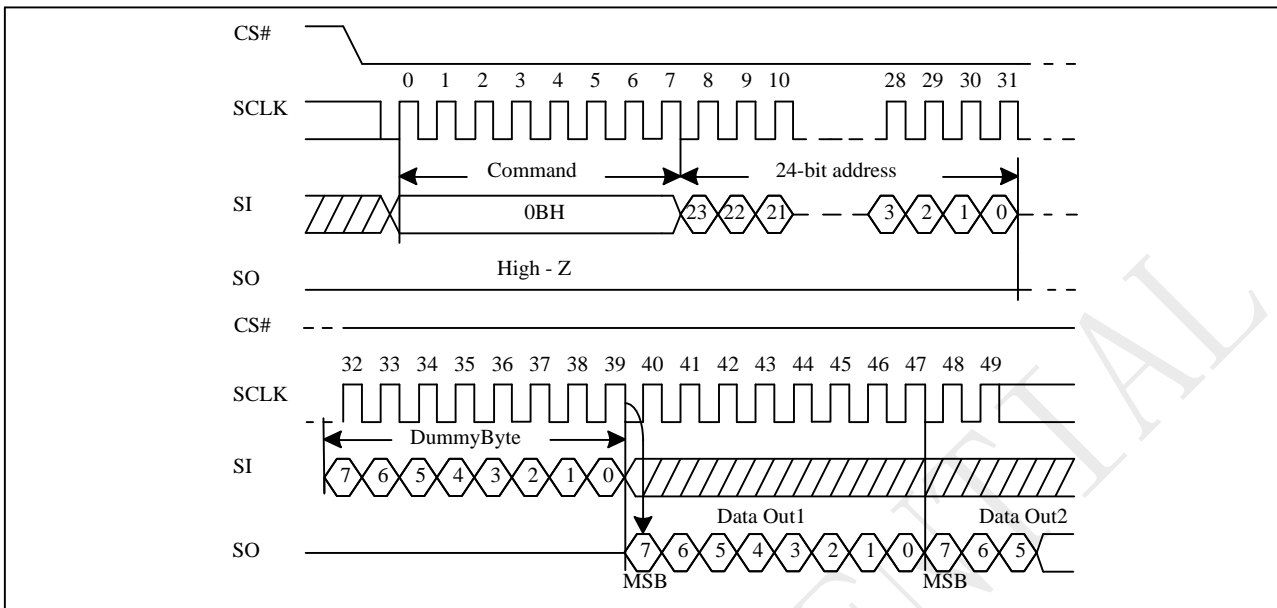 CS#
0 1 2 3 4 5 6 7 8 9 10 28 29 30 31
SCLK
Command 24-bit address
SI 0BH 23 22 21 3 2 1 0
High - Z
SO
CS#
32 33 34 35 36 37 38 39 40 41 42 43 44 45 46 47 48 49
SCLK
DummyByte
SI 7 6 5 4 3 2 1 0
Data Out1 Data Out2
SO 7 6 5 4 3 2 1 0 7 6 5
MSB MSB
NTIAL